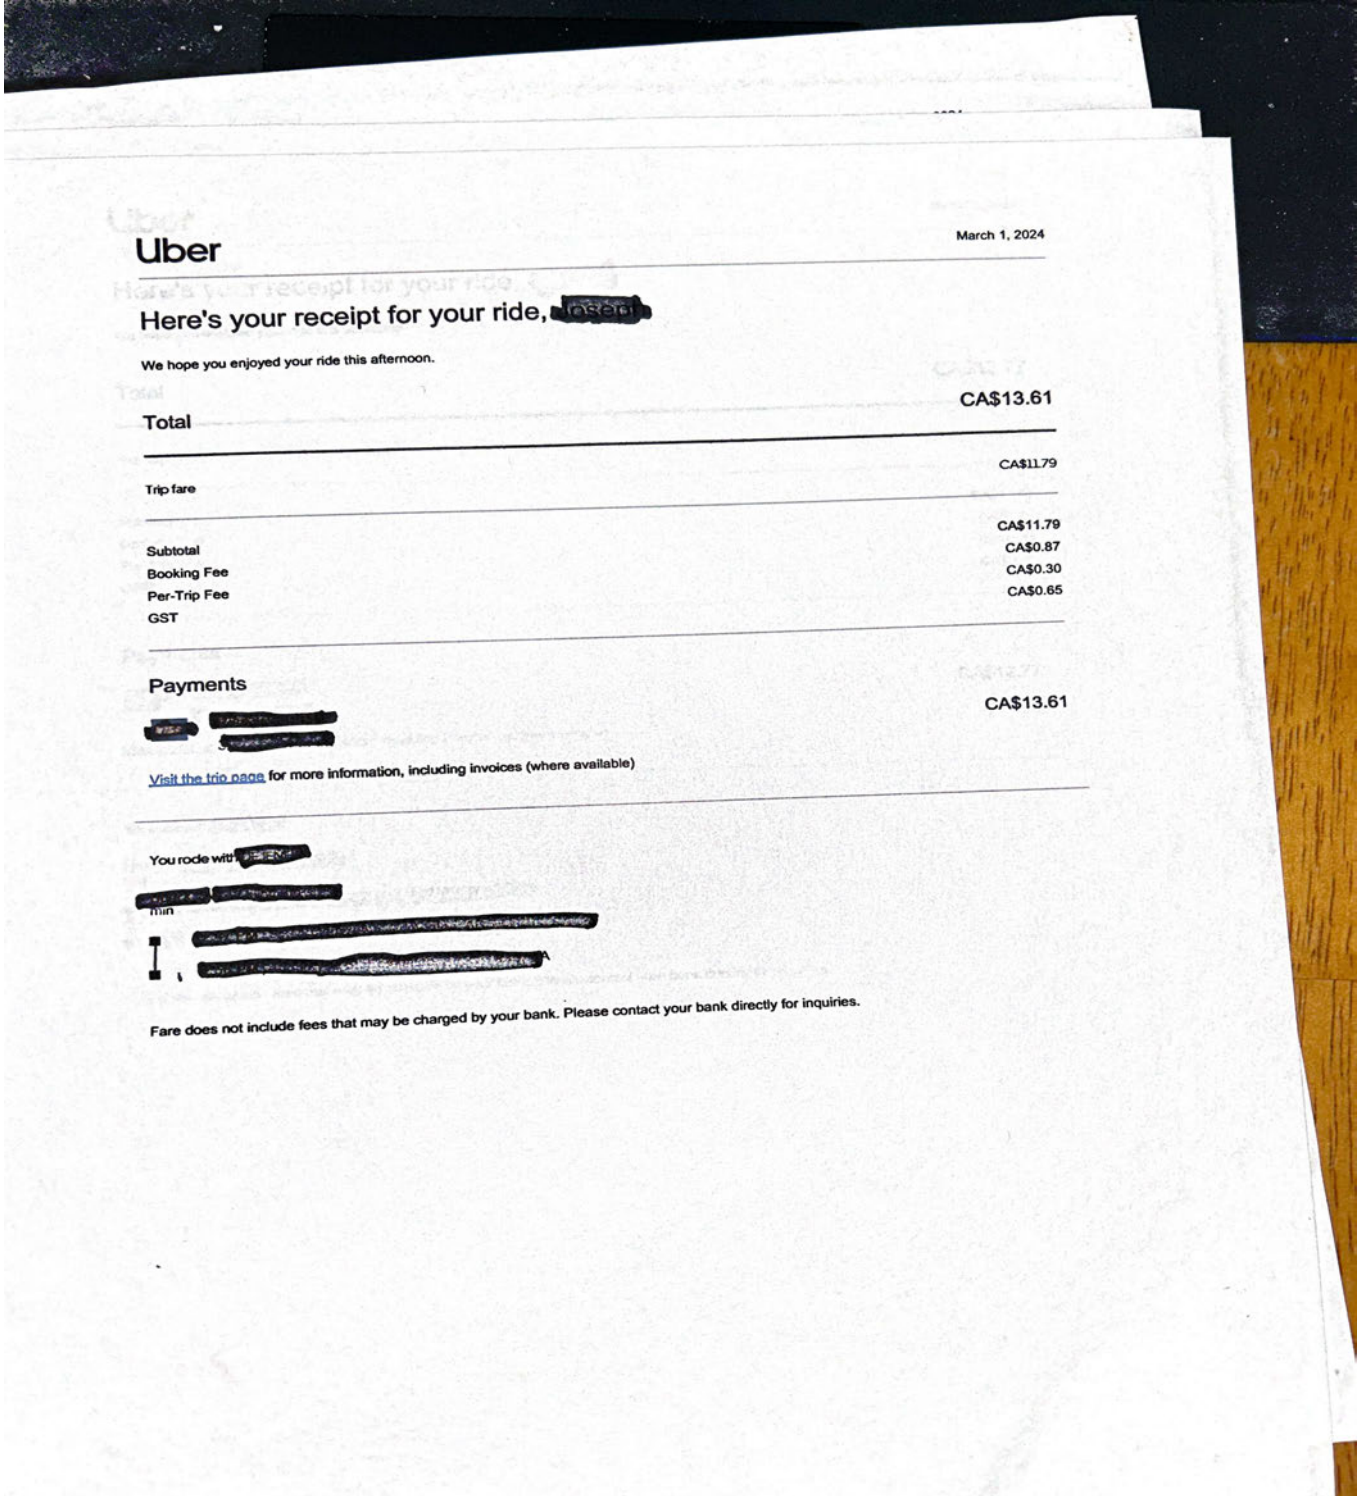 Uber
March 1, 2024
Here's your receipt for your ride,
We hope you enjoyed your ride this afternoon.
Total CA$13.61
Trip fare CA$11.79
Subtotal CA$11.79
Booking Fee CA$0.87
Per-Trip Fee CA$0.30
GST CA$0.65
Payments
CA$13.61
Visit the trip page for more information, including invoices (where available)
You rode with
min
Fare does not include fees that may be charged by your bank. Please contact your bank directly for inquiries.